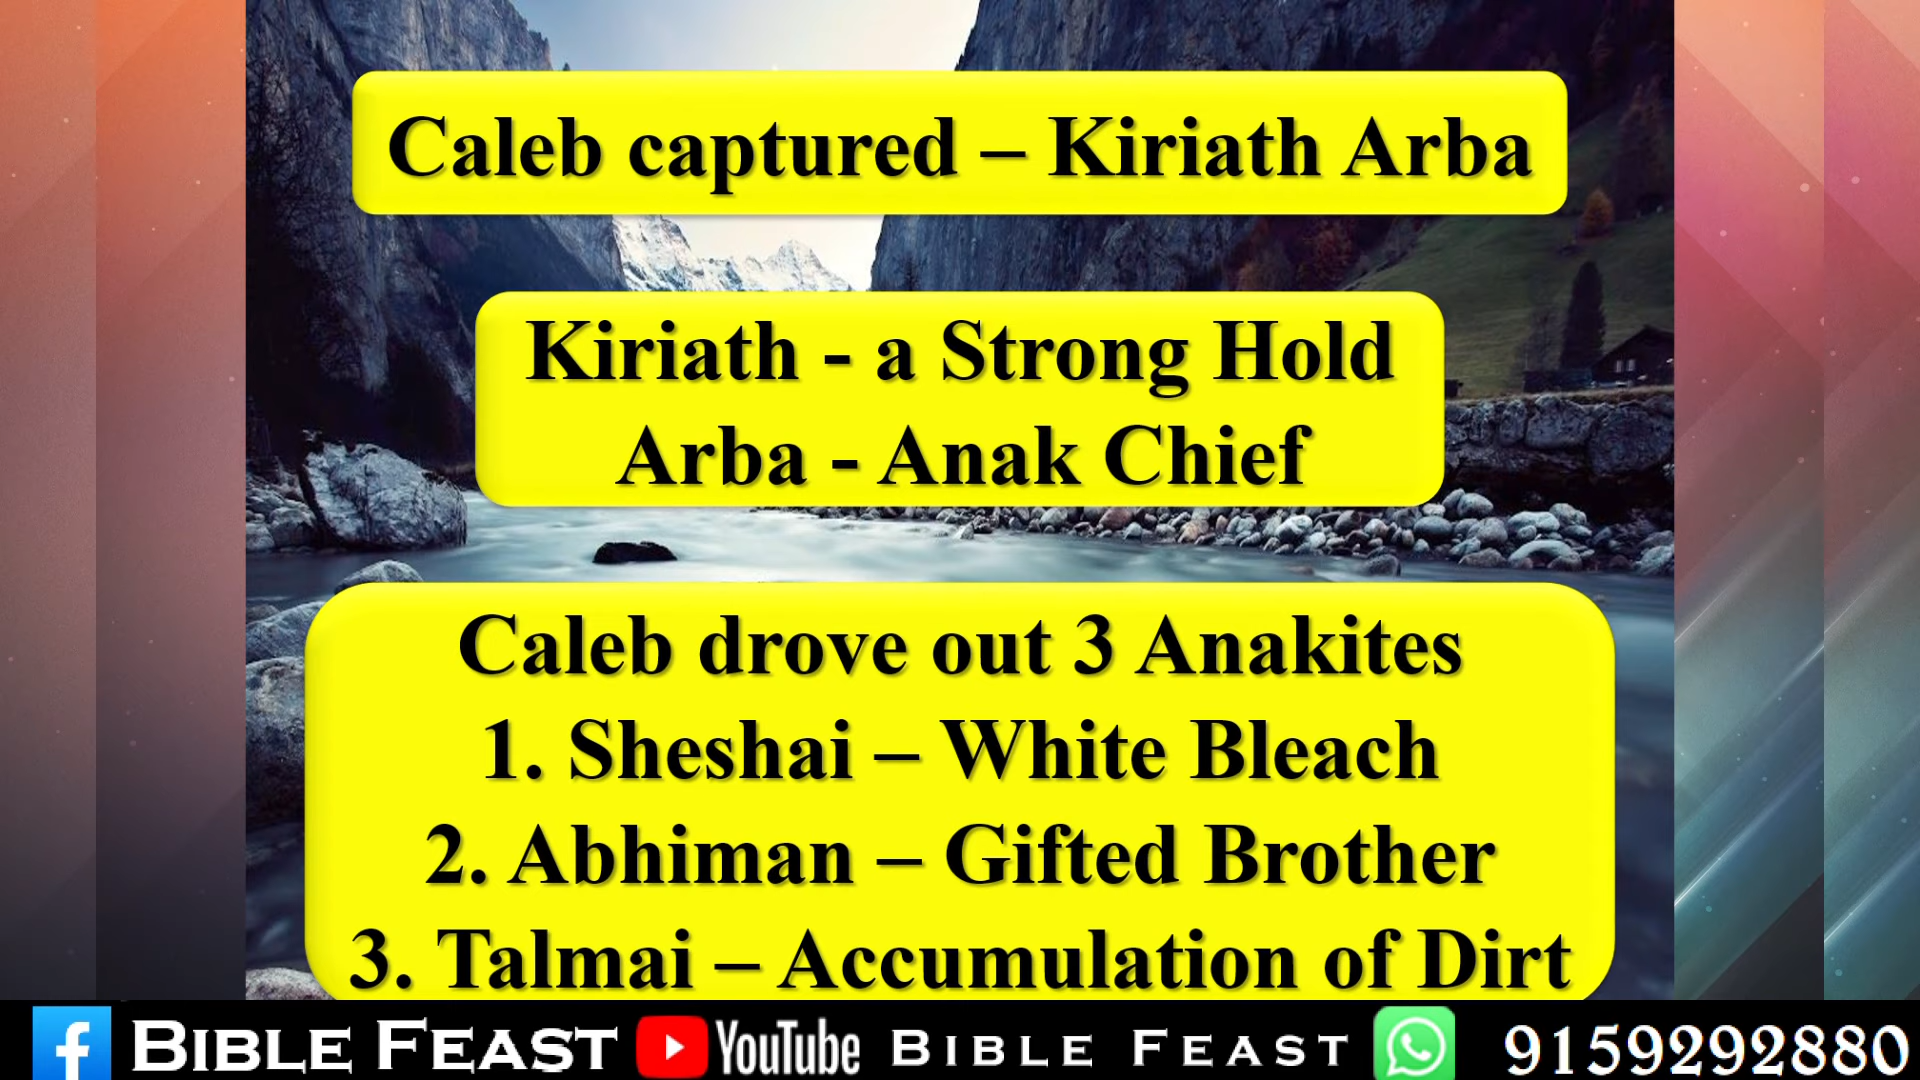 Caleb captured – Kiriath Arba
Kiriath - a Strong Hold
Arba - Anak Chief
Caleb drove out 3 Anakites
1. Sheshai – White Bleach
2. Abhiman – Gifted Brother
3. Talmai – Accumulation of Dirt
f BIBLE FEAST YouTube BIBLE FEAST 9159292880